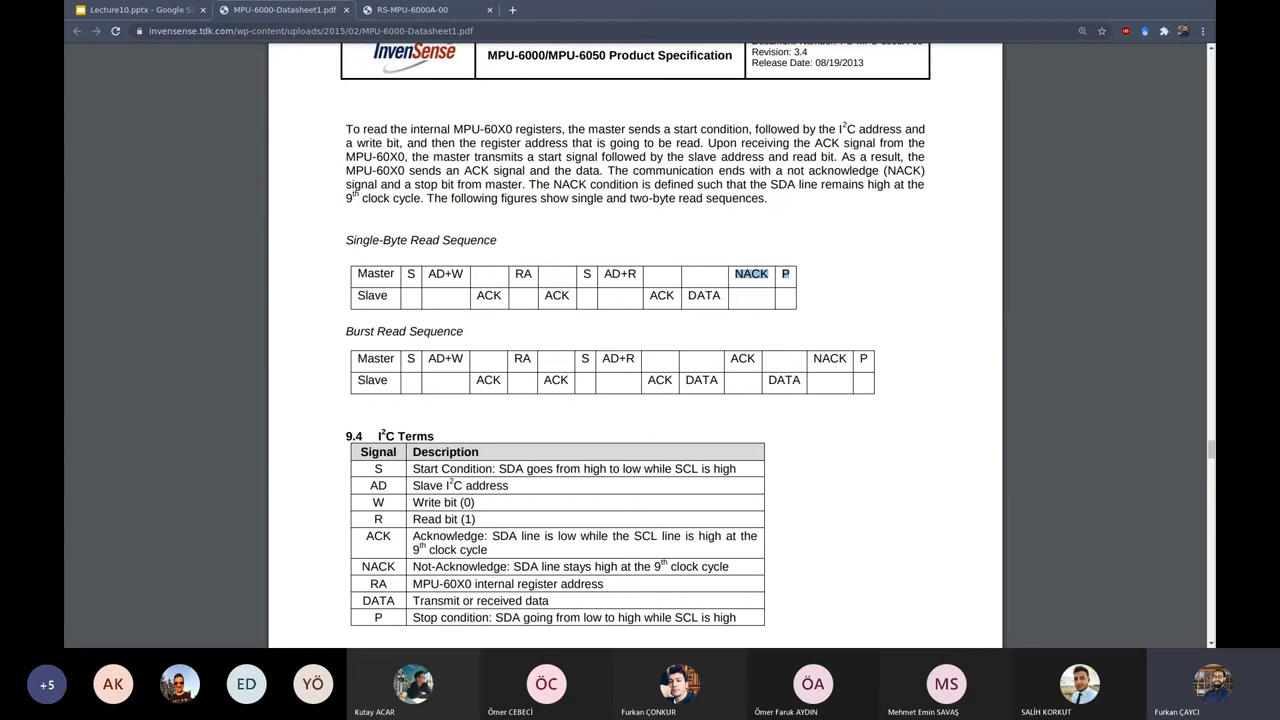 Lecture10.pptx - Google Sl
MPU-6000-Datasheet1.pdf
RS-MPU-6000A-00
invensense.tdk.com/wp-content/uploads/2015/02/MPU-6000-Datasheet1.pdf
InvenSense
MPU-6000/MPU-6050 Product Specification
Revision: 3.4
Release Date: 08/19/2013
To read the internal MPU-60X0 registers, the master sends a start condition, followed by the I2C address and
a write bit, and then the register address that is going to be read. Upon receiving the ACK signal from the
MPU-60X0, the master transmits a start signal followed by the slave address and read bit. As a result, the
MPU-60X0 sends an ACK signal and the data. The communication ends with a not acknowledge (NACK)
signal and a stop bit from master. The NACK condition is defined such that the SDA line remains high at the
9th clock cycle. The following figures show single and two-byte read sequences.
Single-Byte Read Sequence
Master S AD+W RA S AD+R NACK P
Slave ACK ACK ACK DATA
Burst Read Sequence
Master S AD+W RA S AD+R ACK NACK P
Slave ACK ACK ACK DATA DATA
9.4 I2C Terms
Signal Description
S Start Condition: SDA goes from high to low while SCL is high
AD Slave I2C address
W Write bit (0)
R Read bit (1)
ACK Acknowledge: SDA line is low while the SCL line is high at the
9th clock cycle
NACK Not-Acknowledge: SDA line stays high at the 9th clock cycle
RA MPU-60X0 internal register address
DATA Transmit or received data
P Stop condition: SDA going from low to high while SCL is high
+5
AK
ED
YÖ
Kutay ACAR
ÖC
Ömer CEBECİ
Furkan ÇONKUR
ÖA
Ömer Faruk AYDIN
MS
Mehmet Emin SAVAŞ
SALİH KORKUT
Furkan ÇAYCI